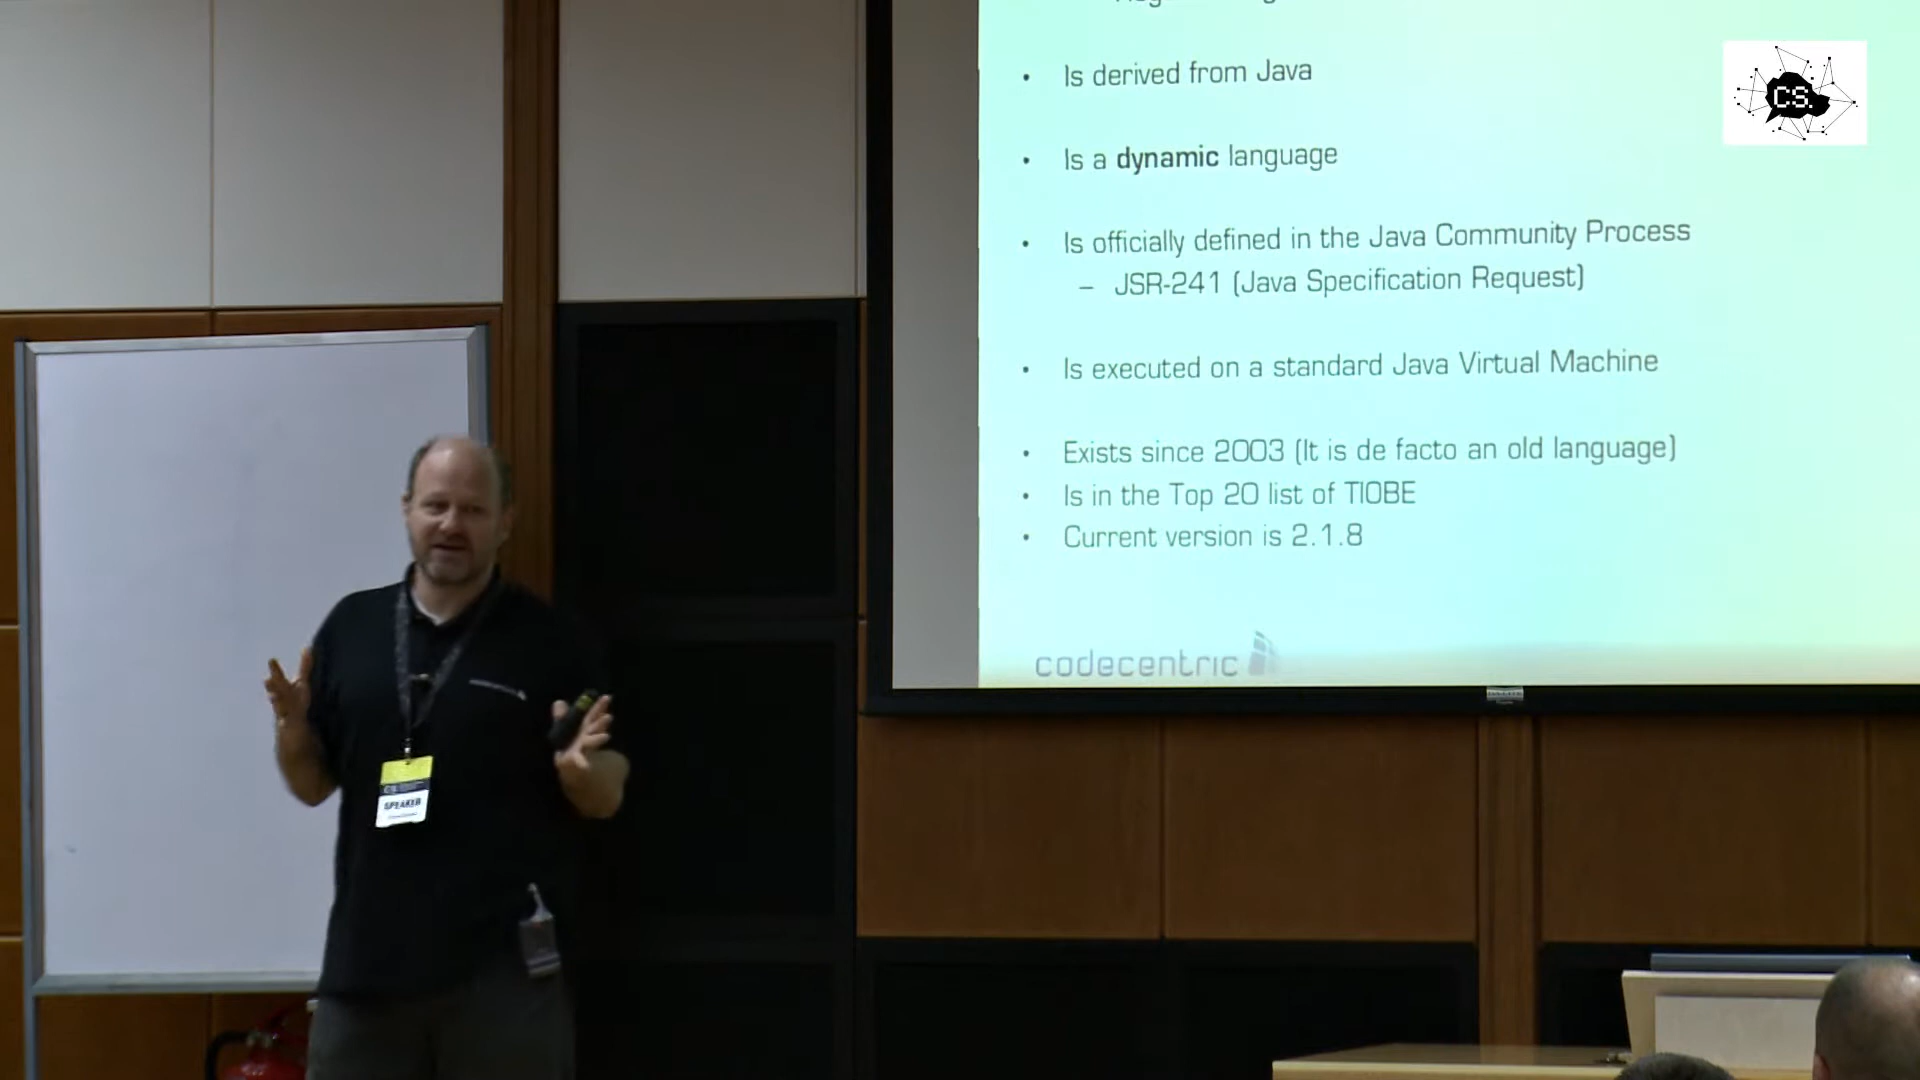 Is derived from Java
Is a dynamic language
Is officially defined in the Java Community Process
– JSR-241 (Java Specification Request)
Is executed on a standard Java Virtual Machine
Exists since 2003 (It is de facto an old language)
Is in the Top 20 list of TIOBE
Current version is 2.1.8
codecentric
CS.
SPEAKER